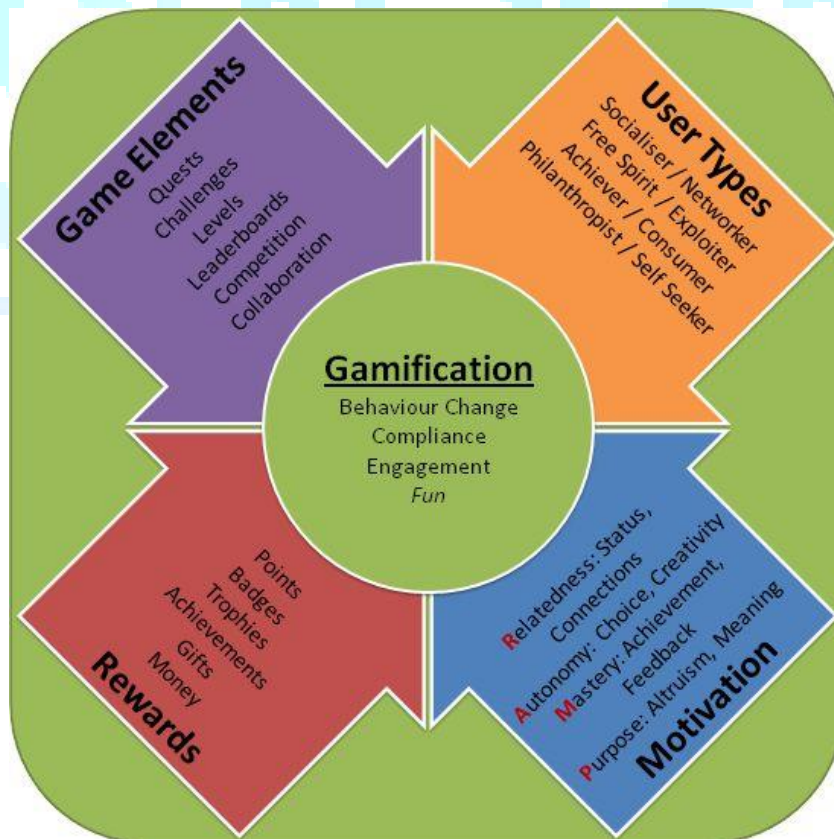 Game Elements
Quests
Challenges
Levels
Leaderboards
Competition
Collaboration
User Types
Socialiser / Networker
Free Spirit / Exploiter
Achiever / Consumer
Philanthropist / Self Seeker
Gamification
Behaviour Change
Compliance
Engagement
Fun
Points
Badges
Trophies
Achievements
Gifts
Money
Rewards
Relatedness: Status,
Connections
Autonomy: Choice, Creativity
Mastery: Achievement,
Feedback
Purpose: Altruism, Meaning
Motivation